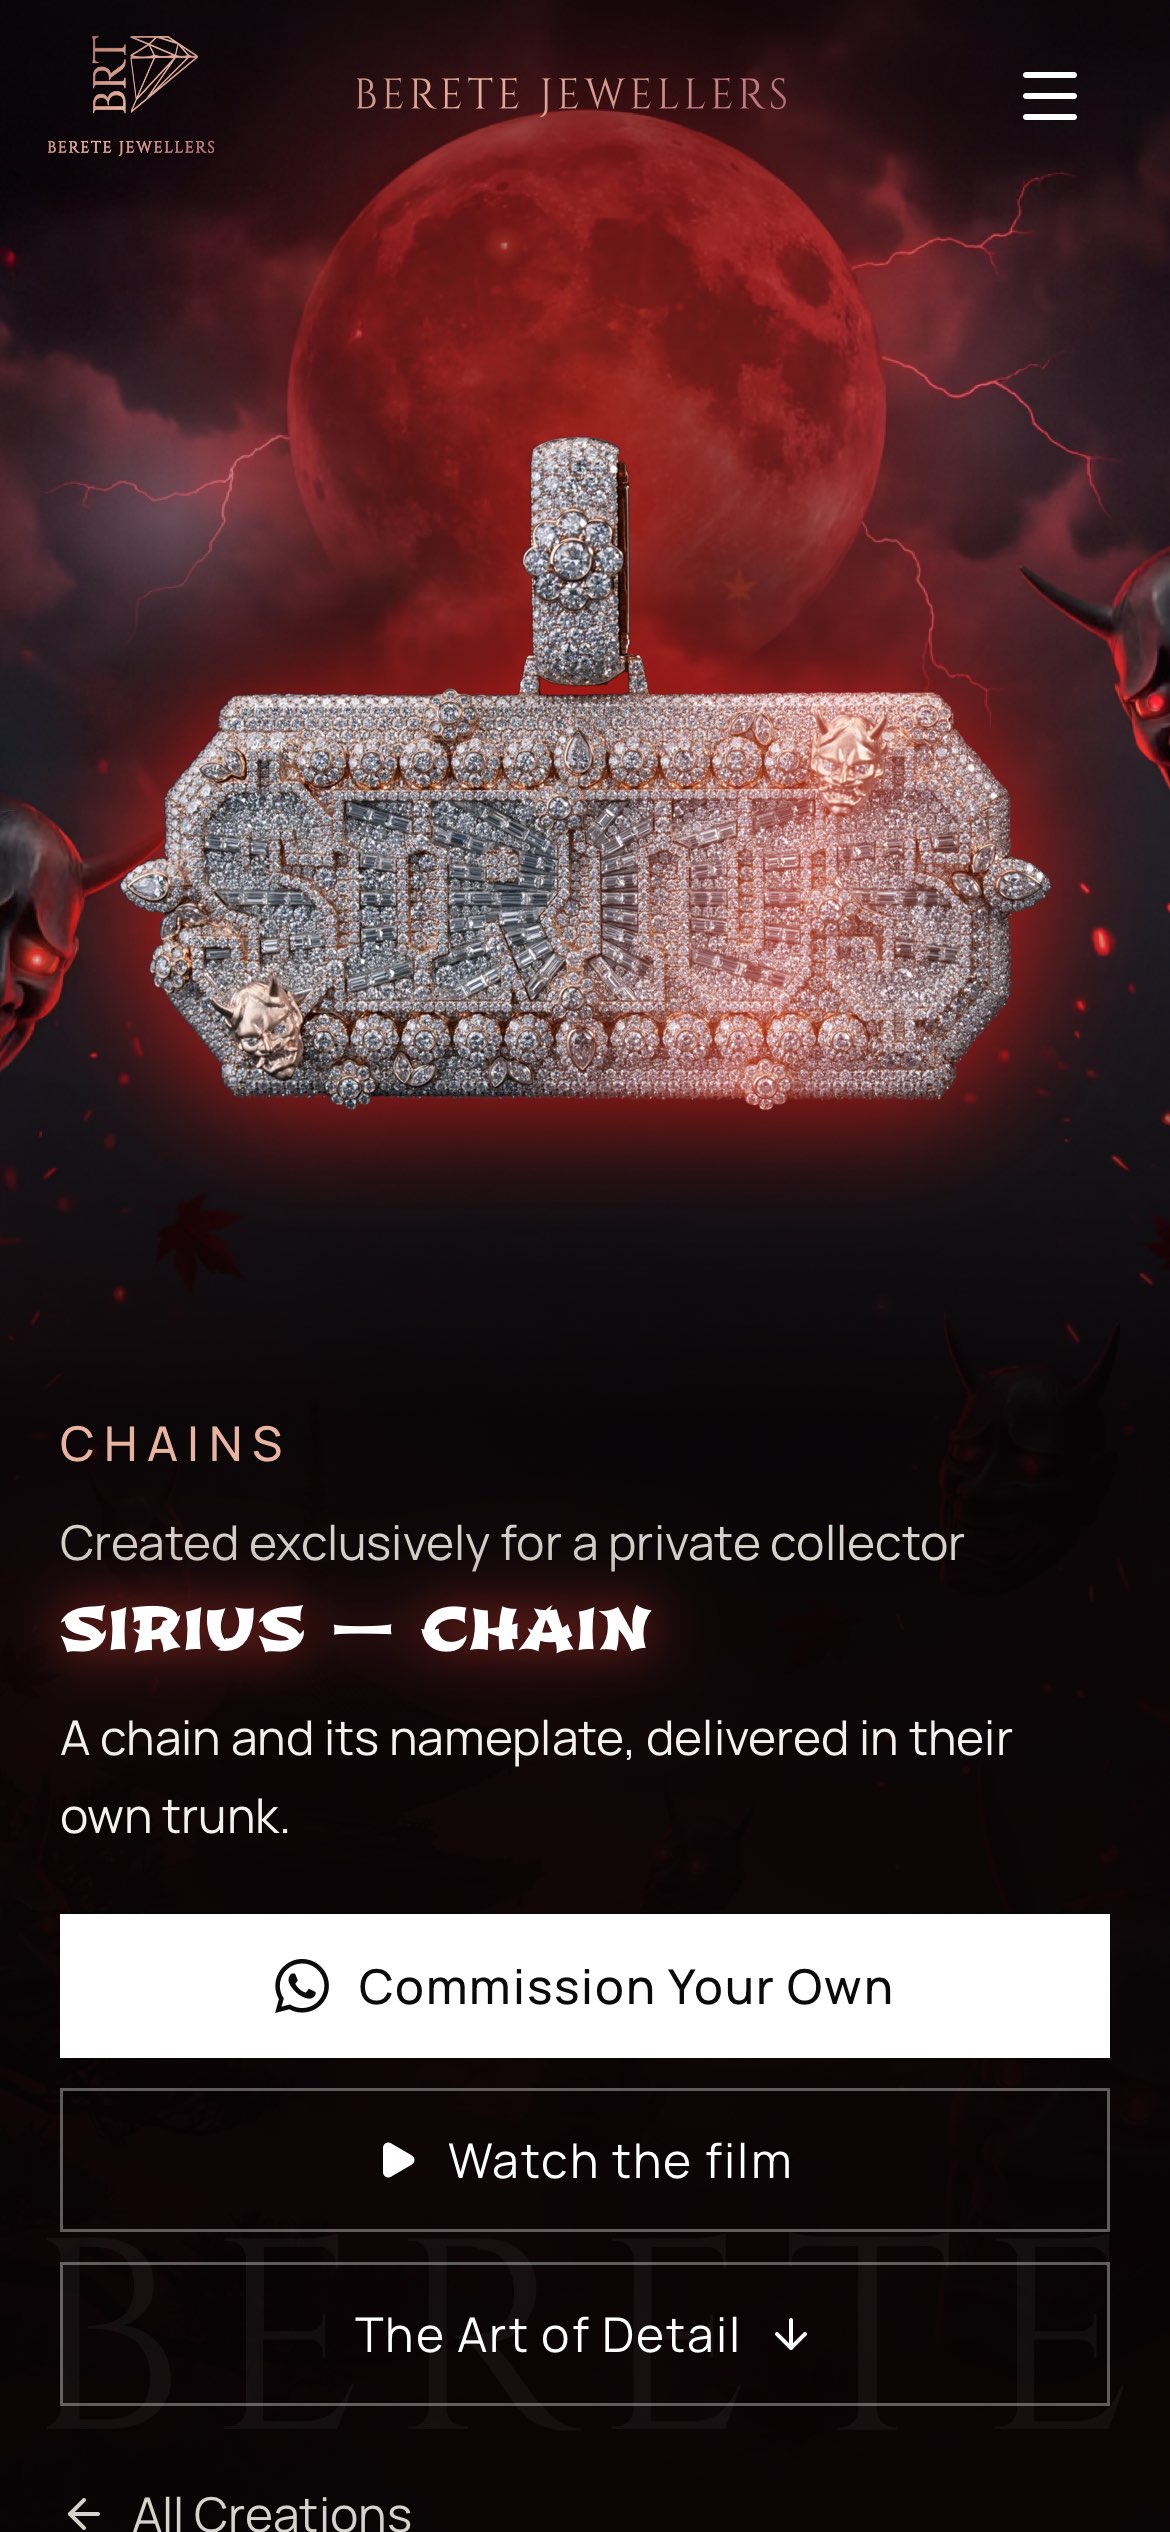 BRT
BERETE JEWELLERS
BERETE JEWELLERS
SIRIUS
CHAINS
Created exclusively for a private collector
SIRIUS — CHAIN
A chain and its nameplate, delivered in their
own trunk.
Commission Your Own
Watch the film
BERETE
The Art of Detail
All Creations